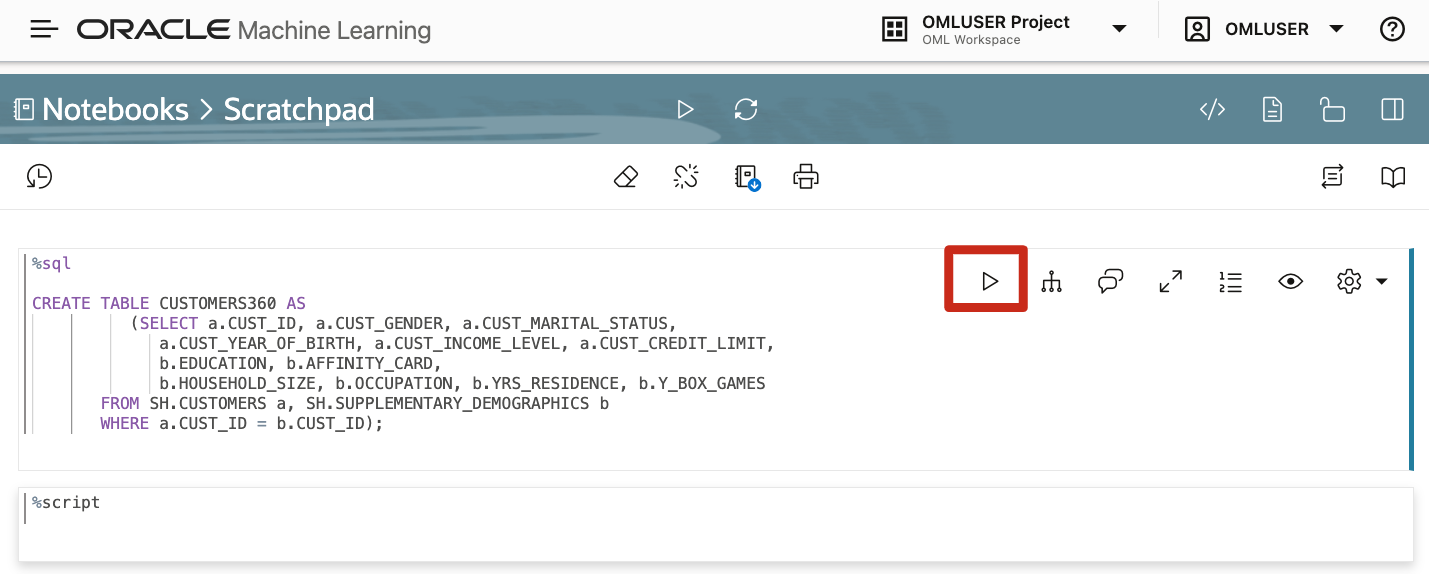 ORACLE Machine Learning
OMLUSER Project
OML Workspace
OMLUSER
Notebooks > Scratchpad
%sql
CREATE TABLE CUSTOMERS360 AS
(SELECT a.CUST_ID, a.CUST_GENDER, a.CUST_MARITAL_STATUS,
a.CUST_YEAR_OF_BIRTH, a.CUST_INCOME_LEVEL, a.CUST_CREDIT_LIMIT,
b.EDUCATION, b.AFFINITY_CARD,
b.HOUSEHOLD_SIZE, b.OCCUPATION, b.YRS_RESIDENCE, b.Y_BOX_GAMES
FROM SH.CUSTOMERS a, SH.SUPPLEMENTARY_DEMOGRAPHICS b
WHERE a.CUST_ID = b.CUST_ID);
%script